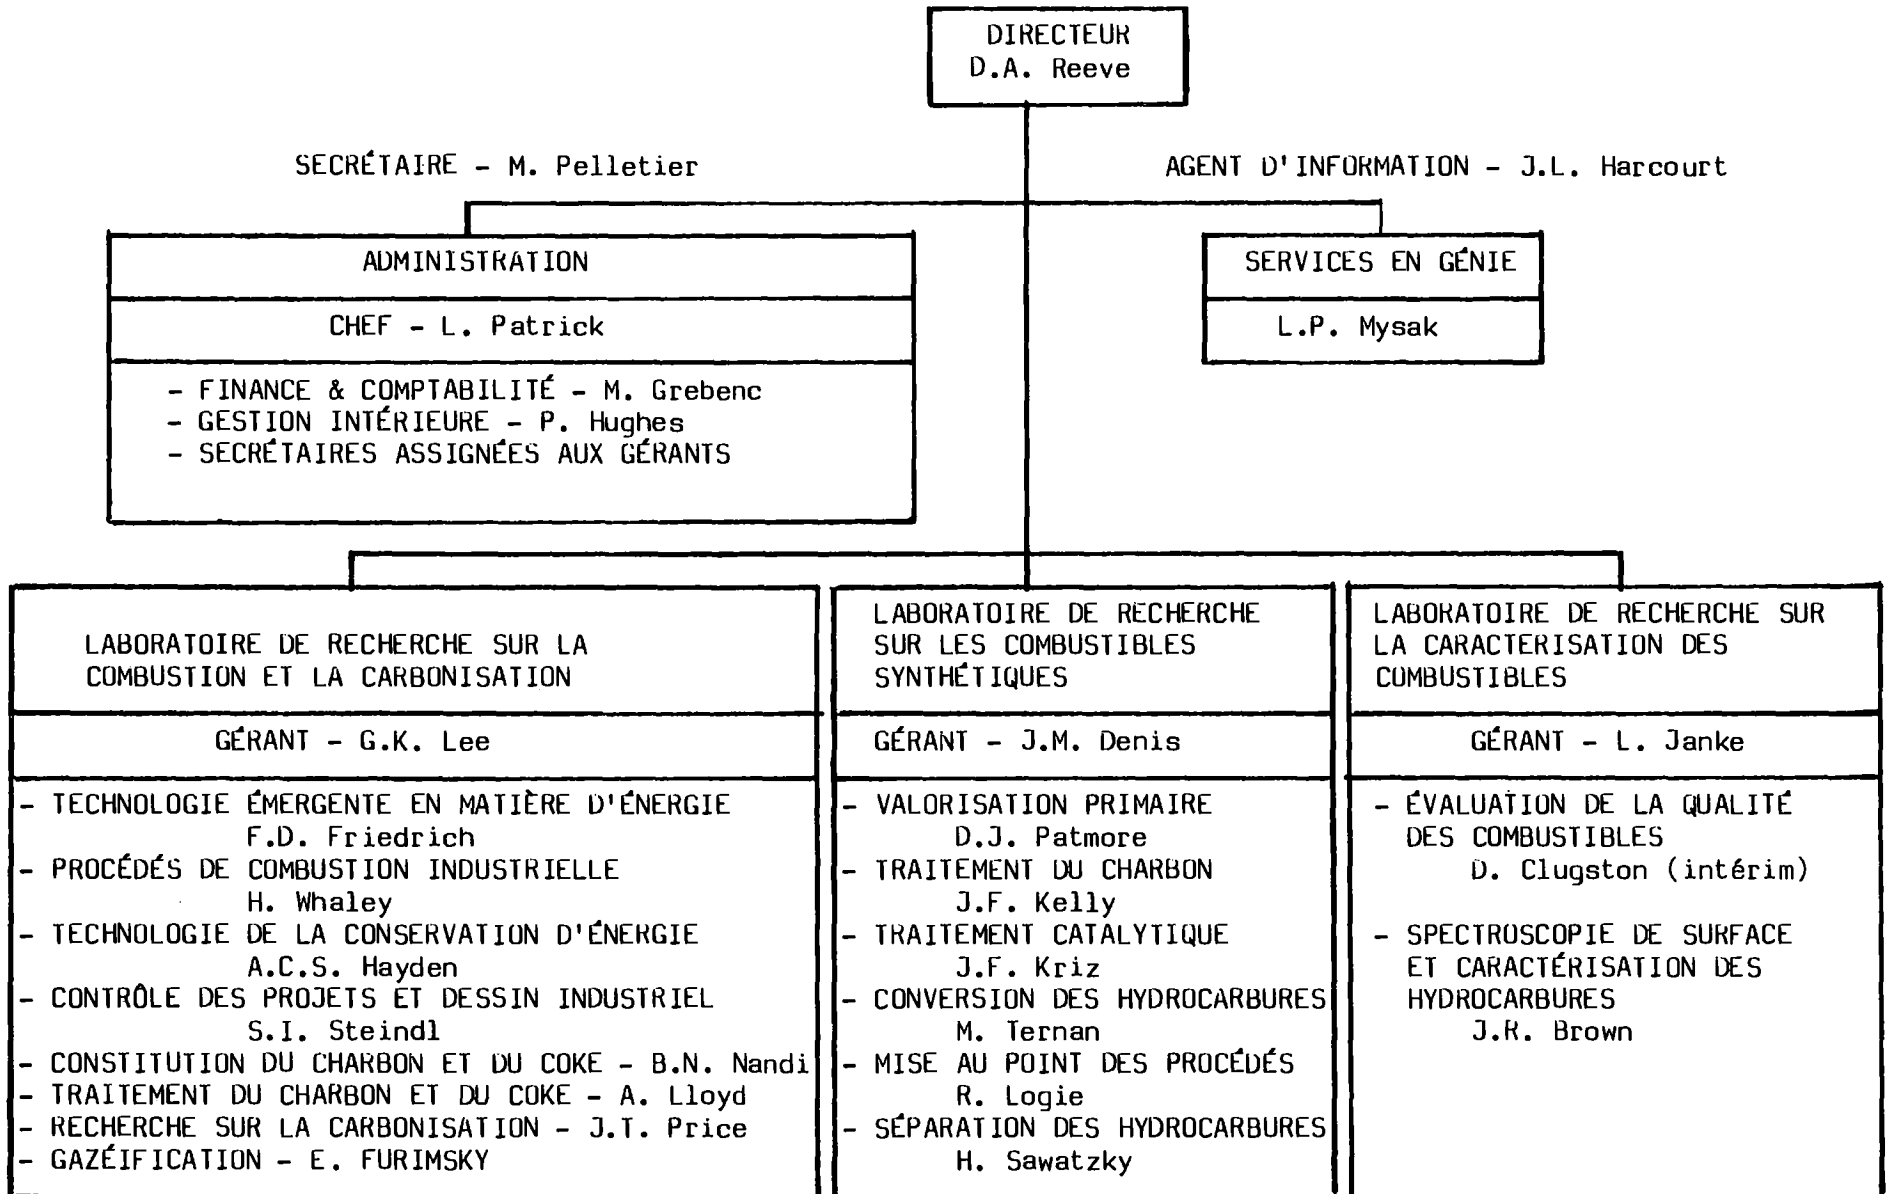 DIRECTEUR
D.A. Reeve
SECRÉTAIRE - M. Pelletier
AGENT D'INFORMATION - J.L. Harcourt
ADMINISTRATION
CHEF - L. Patrick
- FINANCE & COMPTABILITÉ - M. Grebenc
- GESTION INTÉRIEURE - P. Hughes
- SECRÉTAIRES ASSIGNÉES AUX GÉRANTS
SERVICES EN GÉNIE
L.P. Mysak
LABORATOIRE DE RECHERCHE SUR LA
COMBUSTION ET LA CARBONISATION
GÉRANT - G.K. Lee
- TECHNOLOGIE ÉMERGENTE EN MATIÈRE D'ÉNERGIE
F.D. Friedrich
- PROCÉDÉS DE COMBUSTION INDUSTRIELLE
H. Whaley
- TECHNOLOGIE DE LA CONSERVATION D'ÉNERGIE
A.C.S. Hayden
- CONTRÔLE DES PROJETS ET DESSIN INDUSTRIEL
S.I. Steindl
- CONSTITUTION DU CHARBON ET DU COKE - B.N. Nandi
- TRAITEMENT DU CHARBON ET DU COKE - A. Lloyd
- RECHERCHE SUR LA CARBONISATION - J.T. Price
- GAZÉIFICATION - E. FURIMSKY
LABORATOIRE DE RECHERCHE
SUR LES COMBUSTIBLES
SYNTHÉTIQUES
GÉRANT - J.M. Denis
- VALORISATION PRIMAIRE
D.J. Patmore
- TRAITEMENT DU CHARBON
J.F. Kelly
- TRAITEMENT CATALYTIQUE
J.F. Kriz
- CONVERSION DES HYDROCARBURES
M. Ternan
- MISE AU POINT DES PROCÉDÉS
R. Logie
- SÉPARATION DES HYDROCARBURES
H. Sawatzky
LABORATOIRE DE RECHERCHE SUR
LA CARACTERISATION DES
COMBUSTIBLES
GÉRANT - L. Janke
- ÉVALUATION DE LA QUALITÉ
DES COMBUSTIBLES
D. Clugston (intérim)
- SPECTROSCOPIE DE SURFACE
ET CARACTÉRISATION DES
HYDROCARBURES
J.R. Brown